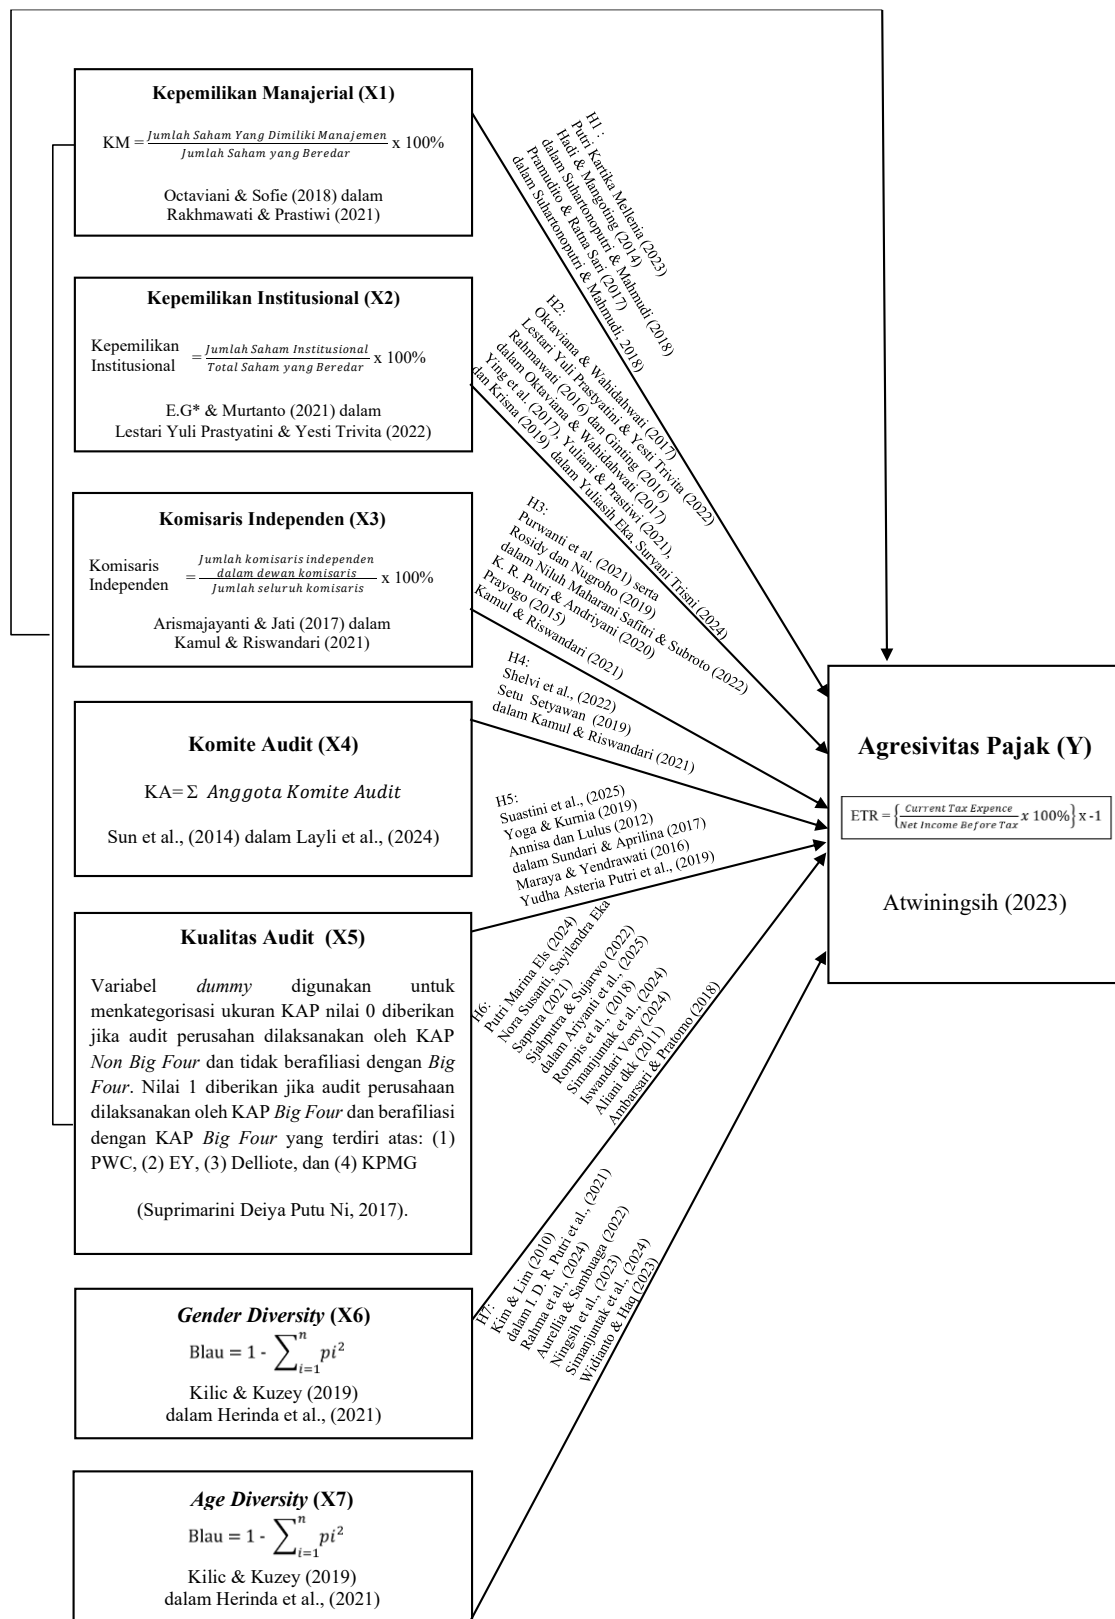 Kepemilikan Manajerial (X1)
KM = Jumlah Saham Yang Dimiliki Manajemen / Jumlah Saham yang Beredar x 100%
Octaviani & Sofie (2018) dalam
Rakhmawati & Prastiwi (2021)
Kepemilikan Institusional (X2)
Kepemilikan Institusional = Jumlah Saham Institusional / Total Saham yang Beredar x 100%
E.G* & Murtanto (2021) dalam
Lestari Yuli Prastyatini & Yesti Trivita (2022)
Komisaris Independen (X3)
Komisaris Independen = Jumlah komisaris independen dalam dewan komisaris / Jumlah seluruh komisaris x 100%
Arismajayanti & Jati (2017) dalam
Kamul & Riswandari (2021)
Komite Audit (X4)
KA= Σ Anggota Komite Audit
Sun et al., (2014) dalam Layli et al., (2024)
Kualitas Audit (X5)
Variabel dummy digunakan untuk
menkategorisasi ukuran KAP nilai 0 diberikan
jika audit perusahan dilaksanakan oleh KAP
Non Big Four dan tidak berafiliasi dengan Big
Four. Nilai 1 diberikan jika audit perusahaan
dilaksanakan oleh KAP Big Four dan berafiliasi
dengan KAP Big Four yang terdiri atas: (1)
PWC, (2) EY, (3) Delliote, dan (4) KPMG
(Suprimarini Deiya Putu Ni, 2017).
Gender Diversity (X6)
Blau = 1 - ∑ⁿᵢ₌₁ pi²
Kilic & Kuzey (2019)
dalam Herinda et al., (2021)
Age Diversity (X7)
Blau = 1 - ∑ⁿᵢ₌₁ pi²
Kilic & Kuzey (2019)
dalam Herinda et al., (2021)
H1 :
Putri Kartika Mellenia (2023)
Hadi & Mangoting (2014)
dalam Suhartonoputri & Mahmudi (2018)
Pramudito & Ratna Sari (2017)
dalam Suhartonoputri & Mahmudi, 2018)
H2:
Oktaviana & Wahidahwati (2017)
Lestari Yuli Prastyatini & Yesti Trivita (2022)
Rahmawati (2016) dan Ginting (2016)
dalam Oktaviana & Wahidahwati (2017)
Ying et al. (2017), Yuliani & Prastiwi (2021),
dan Krisna (2019) dalam Yuliasih Eka, Suryani Trisni (2024)
H3:
Purwanti et al. (2021) serta
Rosidy dan Nugroho (2019)
dalam Niluh Maharani Safitri & Subroto (2022)
K. R. Putri & Andriyani (2020)
Prayogo (2015)
Kamul & Riswandari (2021)
H4:
Shelvi et al., (2022)
Setu Setyawan (2019)
dalam Kamul & Riswandari (2021)
H5:
Suastini et al., (2025)
Yoga & Kurnia (2019)
Annisa dan Lulus (2012)
dalam Sundari & Aprilina (2017)
Maraya & Yendrawati (2016)
Yudha Asteria Putri et al., (2019)
H6:
Putri Marina Els (2024)
Nora Susanti, Sayilendra Eka
Saputra (2021)
Sjahputra & Sujarwo (2022)
dalam Ariyanti et al., (2025)
Rompis et al., (2018)
Simanjuntak et al., (2024)
Iswandari Veny (2024)
Aliani dkk (2011)
Ambarsari & Pratomo (2018)
H7:
Kim & Lim (2010)
dalam I. D. R. Putri et al., (2021)
Rahma et al., (2024)
Aurellia & Sambuaga (2022)
Ningsih et al., (2023)
Simanjuntak et al., (2024)
Widianto & Haq (2023)
Agresivitas Pajak (Y)
ETR = {Current Tax Expence / Net Income Before Tax x 100%} x -1
Atwiningsih (2023)